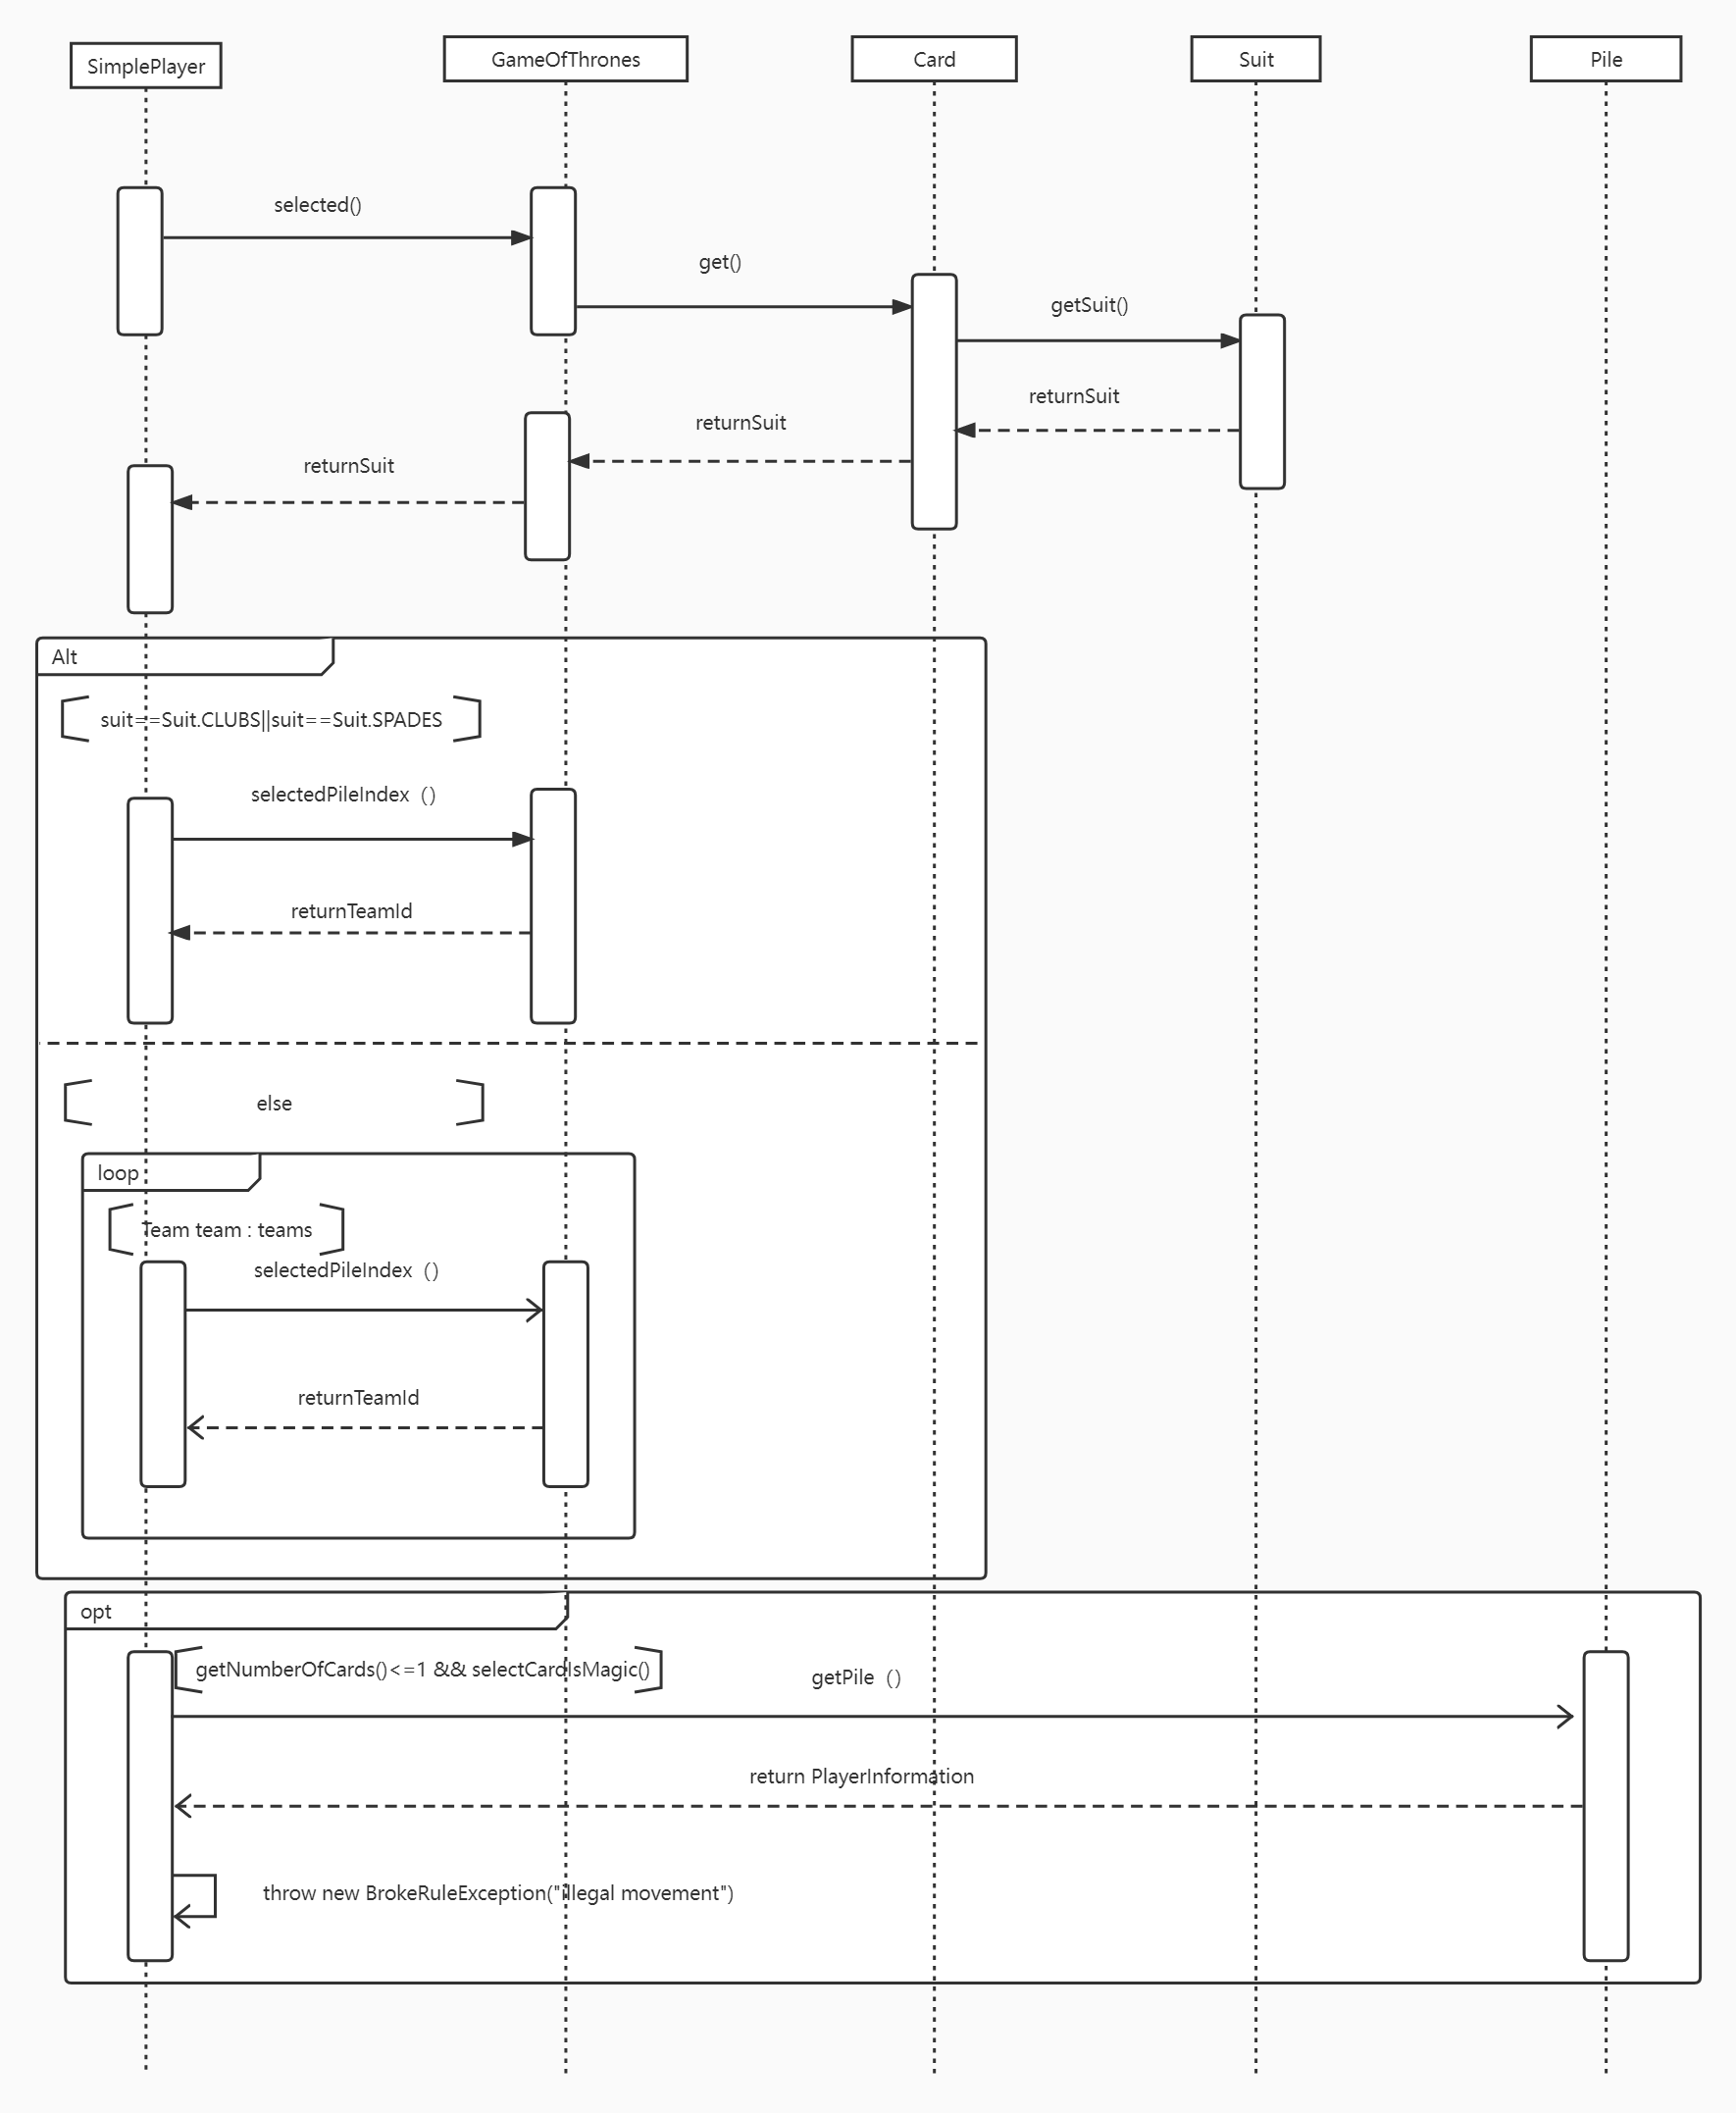 SimplePlayer
GameOfThrones
Card
Suit
Pile
selected()
get()
getSuit()
returnSuit
returnSuit
returnSuit
Alt
suit==Suit.CLUBS||suit==Suit.SPADES
selectedPileIndex（）
returnTeamId
else
loop
Team team : teams
selectedPileIndex（）
returnTeamId
opt
getNumberOfCards()<=1 && selectCardIsMagic()
getPile（）
return PlayerInformation
throw new BrokeRuleException("illegal movement")